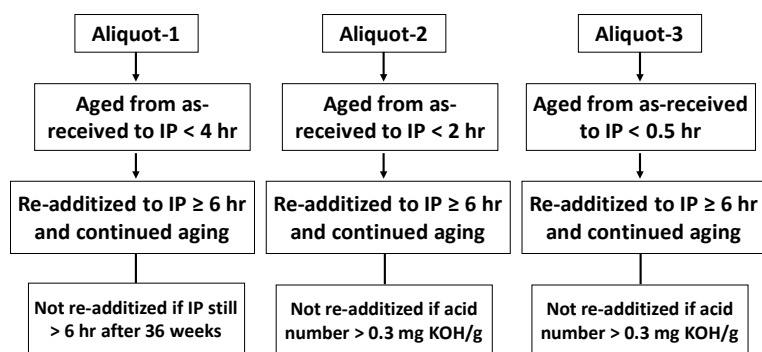 Aliquot-1
Aged from as-
received to IP < 4 hr
Re-additized to IP ≥ 6 hr
and continued aging
Not re-additized if IP still
> 6 hr after 36 weeks
Aliquot-2
Aged from as-
received to IP < 2 hr
Re-additized to IP ≥ 6 hr
and continued aging
Not re-additized if acid
number > 0.3 mg KOH/g
Aliquot-3
Aged from as-received
to IP < 0.5 hr
Re-additized to IP ≥ 6 hr
and continued aging
Not re-additized if acid
number > 0.3 mg KOH/g